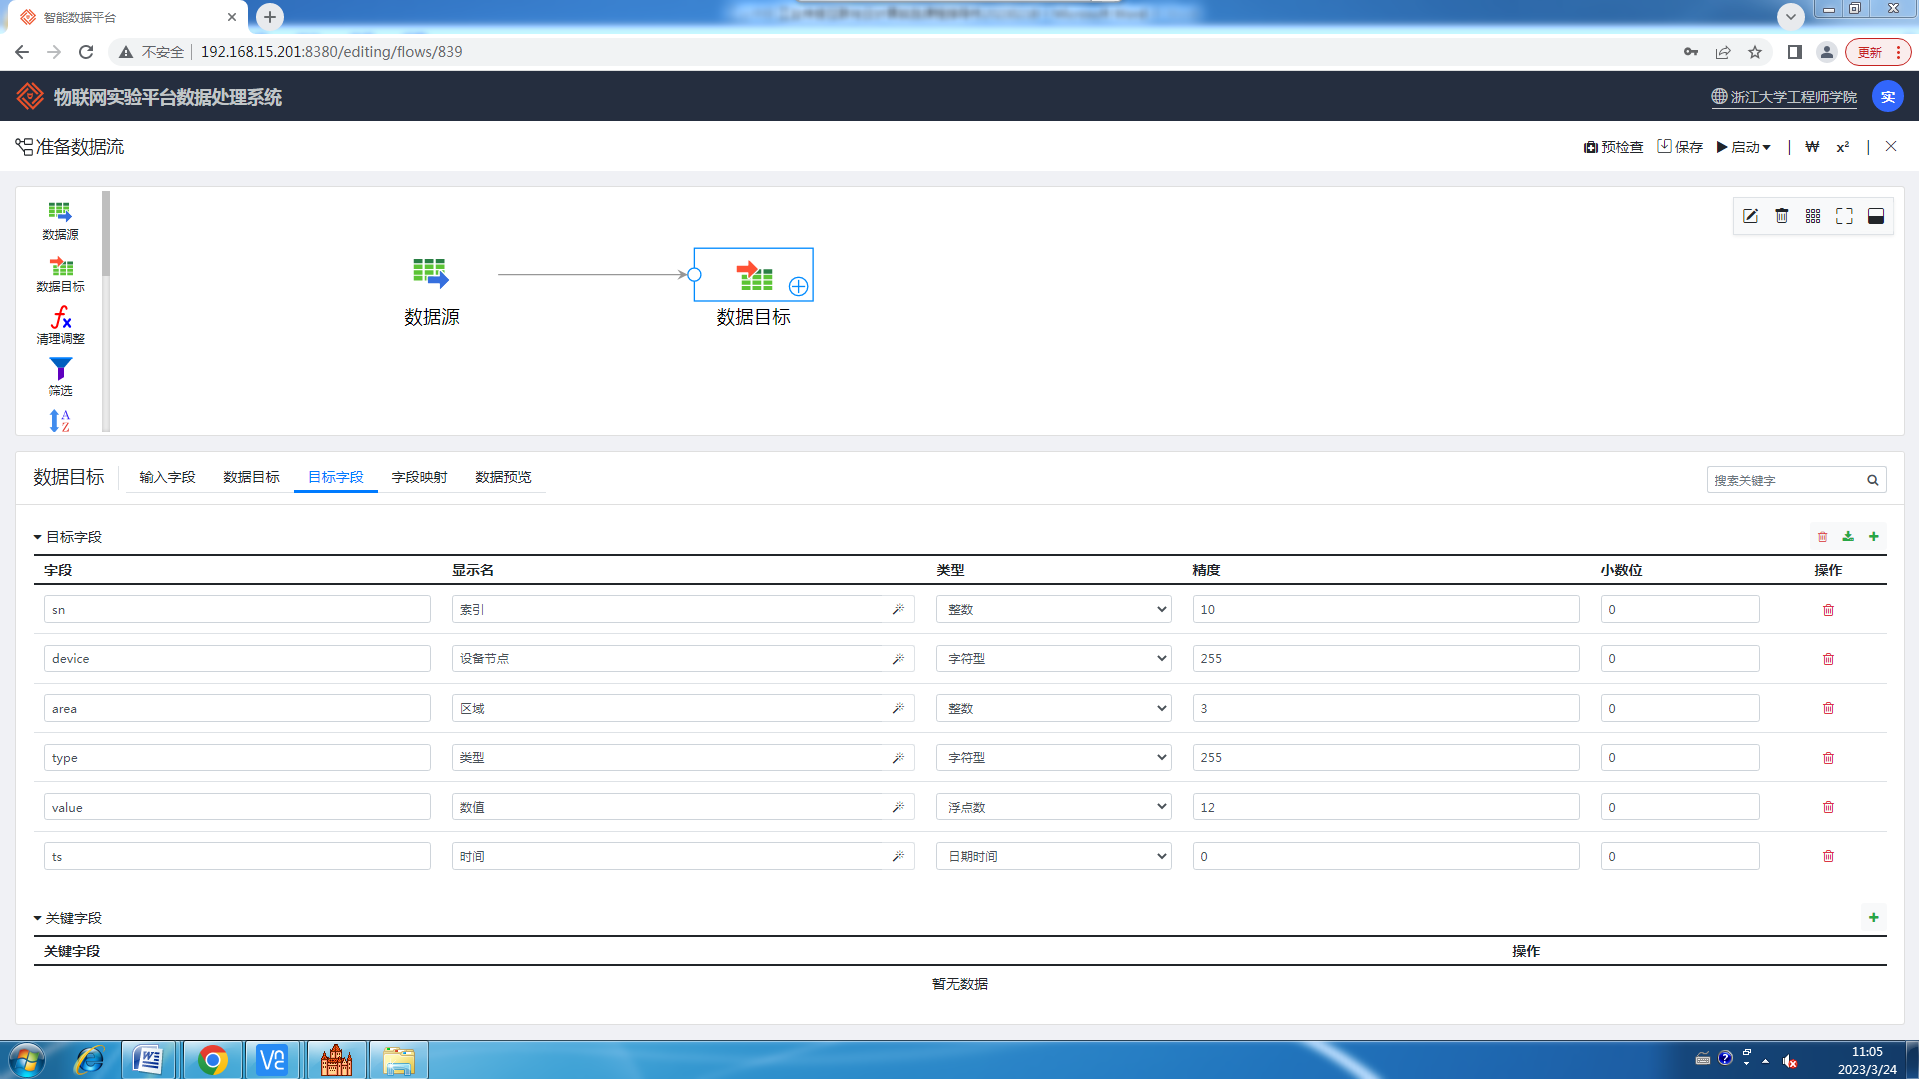 智能数据平台
不安全 192.168.15.201:8380/editing/flows/839
更新
物联网实验平台数据处理系统
浙江大学工程师学院
实
准备数据流
预检查 保存 启动 | ₩ x² |
数据源
数据目标
清理调整
筛选
A
Z
数据源
数据目标
数据目标 输入字段 数据目标 目标字段 字段映射 数据预览
搜索关键字
目标字段
字段 显示名 类型 精度 小数位 操作
sn 索引 整数 10 0
device 设备节点 字符型 255 0
area 区域 整数 3 0
type 类型 字符型 255 0
value 数值 浮点数 12 0
ts 时间 日期时间 0 0
关键字段
关键字段 操作
暂无数据
11:05
2023/3/24